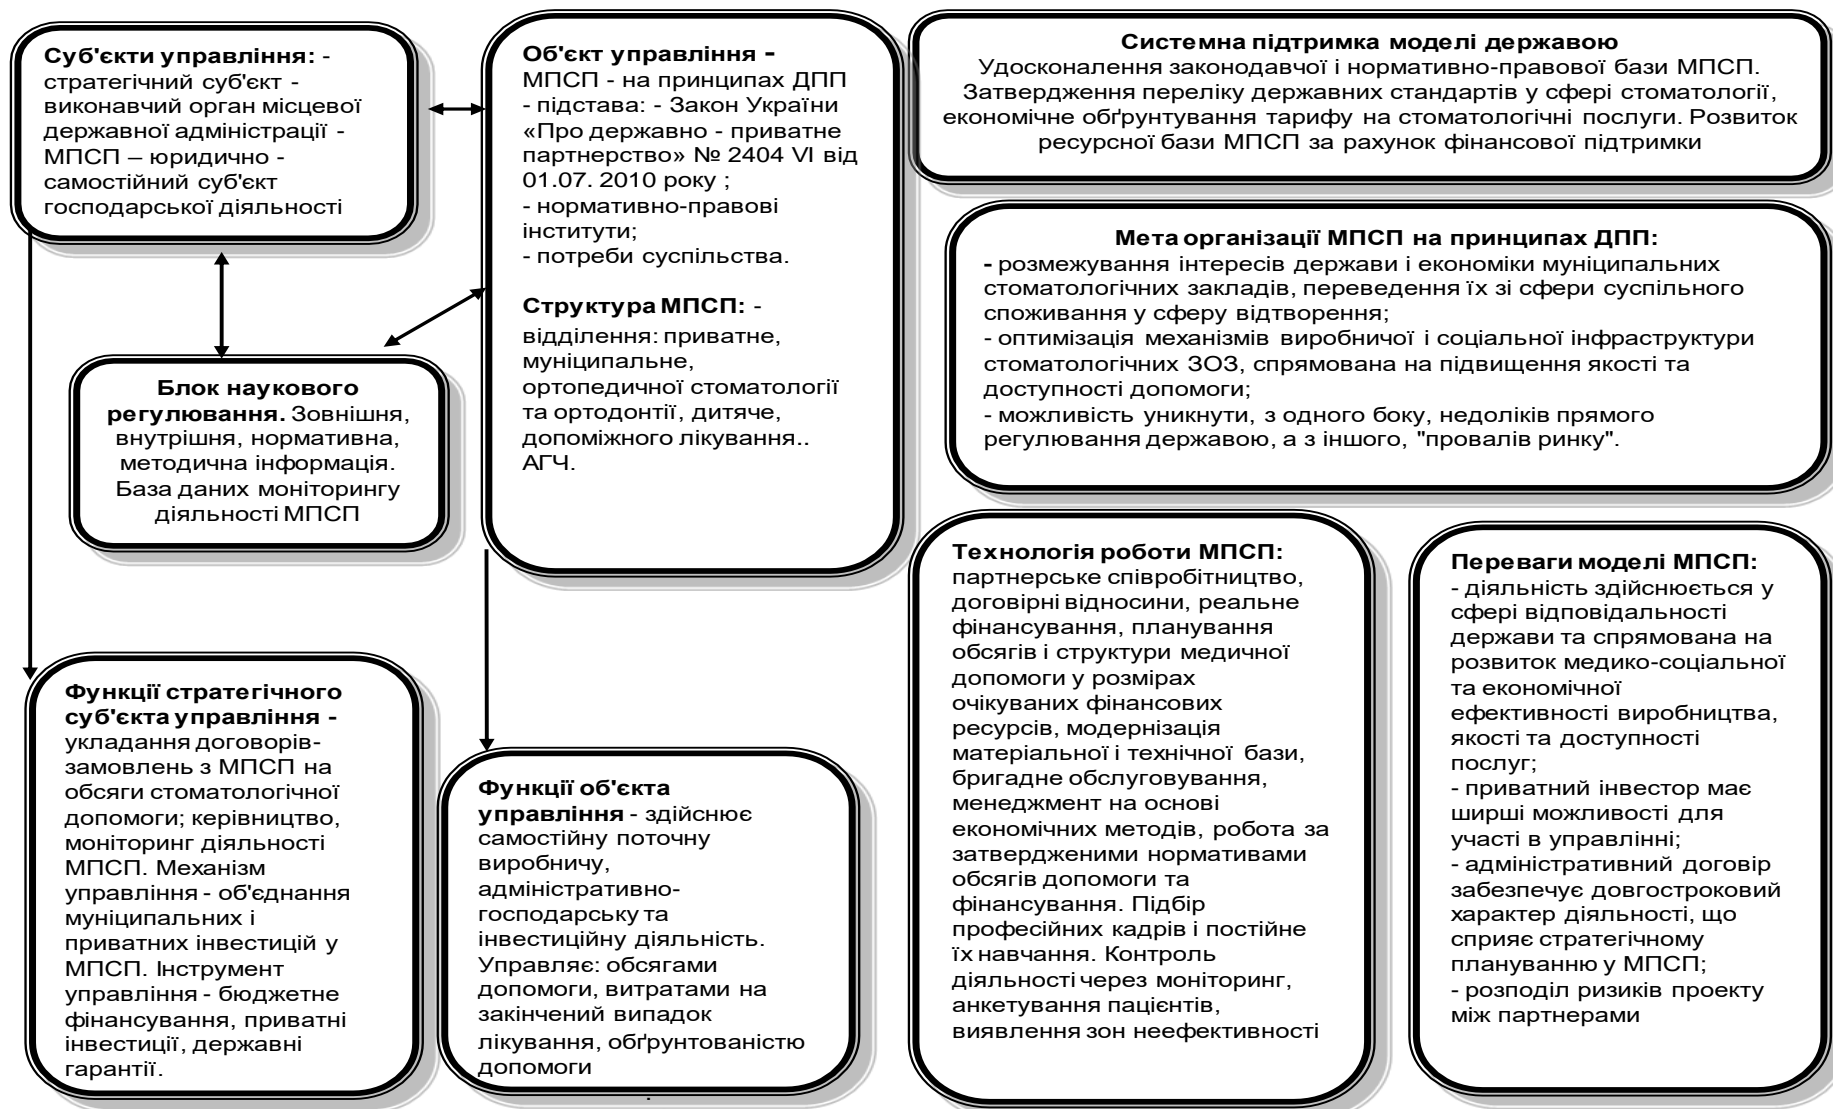 Суб'єкти управління: -
стратегічний суб'єкт -
виконавчий орган місцевої
державної адміністрації -
МПСП – юридично -
самостійний суб'єкт
господарської діяльності
Об'єкт управління -
МПСП - на принципах ДПП
- підстава: - Закон України
«Про державно - приватне
партнерство» № 2404 VI від
01.07. 2010 року ;
- нормативно-правові
інститути;
- потреби суспільства.
Структура МПСП: -
відділення: приватне,
муніципальне,
ортопедичної стоматології
та ортодонтії, дитяче,
допоміжного лікування..
АГЧ.
Системна підтримка моделі державою
Удосконалення законодавчої і нормативно-правової бази МПСП.
Затвердження переліку державних стандартів у сфері стоматології,
економічне обґрунтування тарифу на стоматологічні послуги. Розвиток
ресурсної бази МПСП за рахунок фінансової підтримки
Мета організації МПСП на принципах ДПП:
- розмежування інтересів держави і економіки муніципальних
стоматологічних закладів, переведення їх зі сфери суспільного
споживання у сферу відтворення;
- оптимізація механізмів виробничої і соціальної інфраструктури
стоматологічних ЗОЗ, спрямована на підвищення якості та
доступності допомоги;
- можливість уникнути, з одного боку, недоліків прямого
регулювання державою, а з іншого, "провалів ринку".
Блок наукового
регулювання. Зовнішня,
внутрішня, нормативна,
методична інформація.
База даних моніторингу
діяльності МПСП
Функції стратегічного
суб'єкта управління -
укладання договорів-
замовлень з МПСП на
обсяги стоматологічної
допомоги; керівництво,
моніторинг діяльності
МПСП. Механізм
управління - об'єднання
муніципальних і
приватних інвестицій у
МПСП. Інструмент
управління - бюджетне
фінансування, приватні
інвестиції, державні
гарантії.
Функції об'єкта
управління - здійснює
самостійну поточну
виробничу,
адміністративно-
господарську та
інвестиційну діяльність.
Управляє: обсягами
допомоги, витратами на
закінчений випадок
лікування, обґрунтованістю
допомоги
.
Технологія роботи МПСП:
партнерське співробітництво,
договірні відносини, реальне
фінансування, планування
обсягів і структури медичної
допомоги у розмірах
очікуваних фінансових
ресурсів, модернізація
матеріальної і технічної бази,
бригадне обслуговування,
менеджмент на основі
економічних методів, робота за
затвердженими нормативами
обсягів допомоги та
фінансування. Підбір
професійних кадрів і постійне
їх навчання. Контроль
діяльності через моніторинг,
анкетування пацієнтів,
виявлення зон неефективності
Переваги моделі МПСП:
- діяльність здійснюється у
сфері відповідальності
держави та спрямована на
розвиток медико-соціальної
та економічної
ефективності виробництва,
якості та доступності
послуг;
- приватний інвестор має
ширші можливості для
участі в управлінні;
- адміністративний договір
забезпечує довгостроковий
характер діяльності, що
сприяє стратегічному
плануванню у МПСП;
- розподіл ризиків проекту
між партнерами